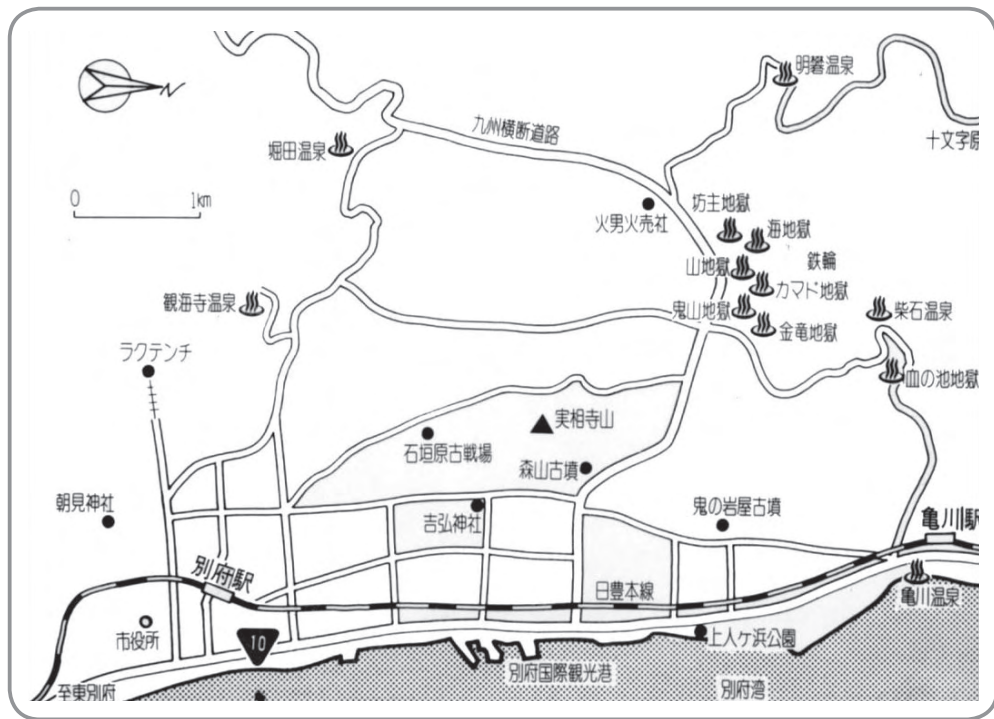 明礬温泉
N
九州横断道路
十文字原
堀田温泉
0 1km
坊主地獄
火男火売社
海地獄
鉄輪
山地獄
カマド地獄
観海寺温泉
鬼山地獄
柴石温泉
金竜地獄
ラクテンチ
血の池地獄
実相寺山
石垣原古戦場
森山古墳
朝見神社
吉弘神社
鬼の岩屋古墳
亀川駅
別府駅
日豊本線
亀川温泉
市役所
10
上人ケ浜公園
別府国際観光港
至東別府
別府湾